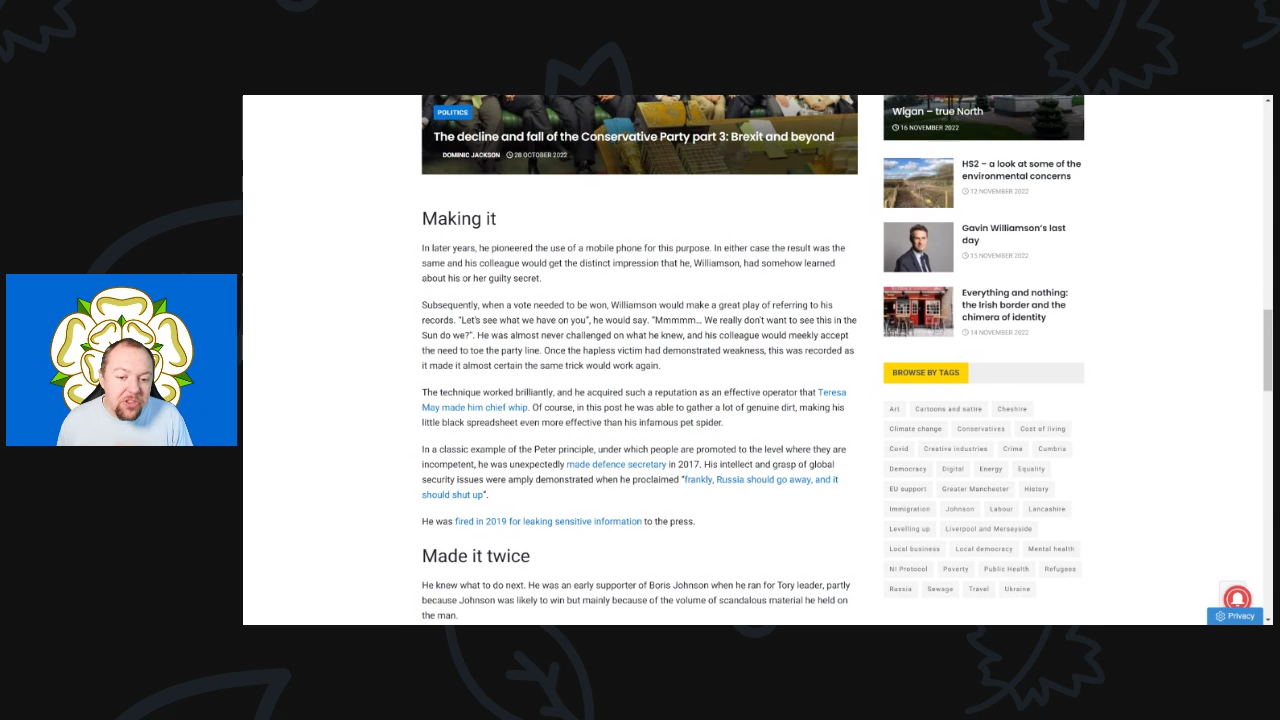 POLITICS
The decline and fall of the Conservative Party part 3: Brexit and beyond
DOMINIC JACKSON 28 OCTOBER 2022
Making it
In later years, he pioneered the use of a mobile phone for this purpose. In either case the result was the
same and his colleague would get the distinct impression that he, Williamson, had somehow learned
about his or her guilty secret.
Subsequently, when a vote needed to be won, Williamson would make a great play of referring to his
records. “Let’s see what we have on you”, he would say. “Mmmmm… We really don’t want to see this in the
Sun do we?”. He was almost never challenged on what he knew, and his colleague would meekly accept
the need to toe the party line. Once the hapless victim had demonstrated weakness, this was recorded as
it made it almost certain the same trick would work again.
The technique worked brilliantly, and he acquired such a reputation as an effective operator that Teresa
May made him chief whip. Of course, in this post he was able to gather a lot of genuine dirt, making his
little black spreadsheet even more effective than his infamous pet spider.
In a classic example of the Peter principle, under which people are promoted to the level where they are
incompetent, he was unexpectedly made defence secretary in 2017. His intellect and grasp of global
security issues were amply demonstrated when he proclaimed “frankly, Russia should go away, and it
should shut up”.
He was fired in 2019 for leaking sensitive information to the press.
Made it twice
He knew what to do next. He was an early supporter of Boris Johnson when he ran for Tory leader, partly
because Johnson was likely to win but mainly because of the volume of scandalous material he held on
the man.
Wigan – true North
16 NOVEMBER 2022
HS2 – a look at some of the
environmental concerns
12 NOVEMBER 2022
Gavin Williamson’s last
day
15 NOVEMBER 2022
Everything and nothing:
the Irish border and the
chimera of identity
14 NOVEMBER 2022
BROWSE BY TAGS
Art Cartoons and satire Cheshire
Climate change Conservatives Cost of living
Covid Creative industries Crime Cumbria
Democracy Digital Energy Equality
EU support Greater Manchester History
Immigration Johnson Labour Lancashire
Levelling up Liverpool and Merseyside
Local business Local democracy Mental health
NI Protocol Poverty Public Health Refugees
Russia Sewage Travel Ukraine
Privacy